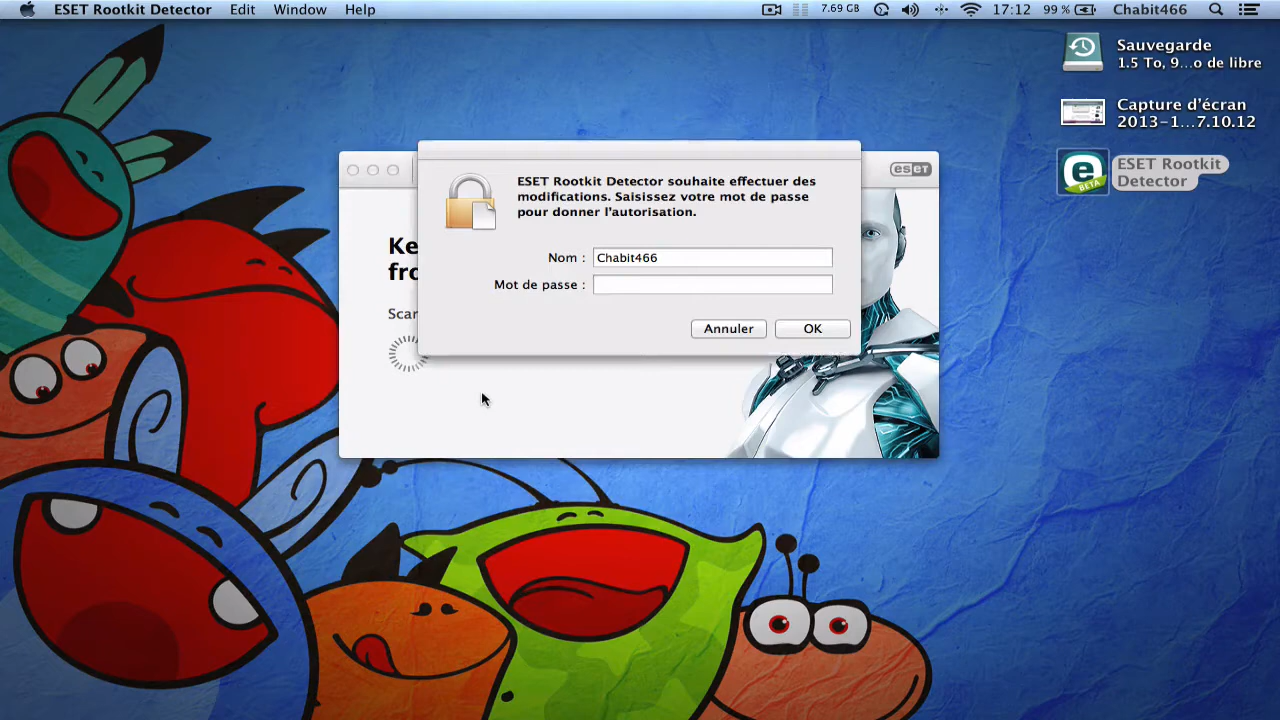 ESET Rootkit Detector Edit Window Help 7.69 GB 17:12 99 % Chabit466
Sauvegarde
1.5 To, 9...o de libre
Capture d'écran
2013-1...7.10.12
ESET Rootkit
Detector
e
BETA
eset
ESET Rootkit Detector souhaite effectuer des
modifications. Saisissez votre mot de passe
pour donner l'autorisation.
Nom : Chabit466
Mot de passe :
Annuler OK
Ke
fro
Scar